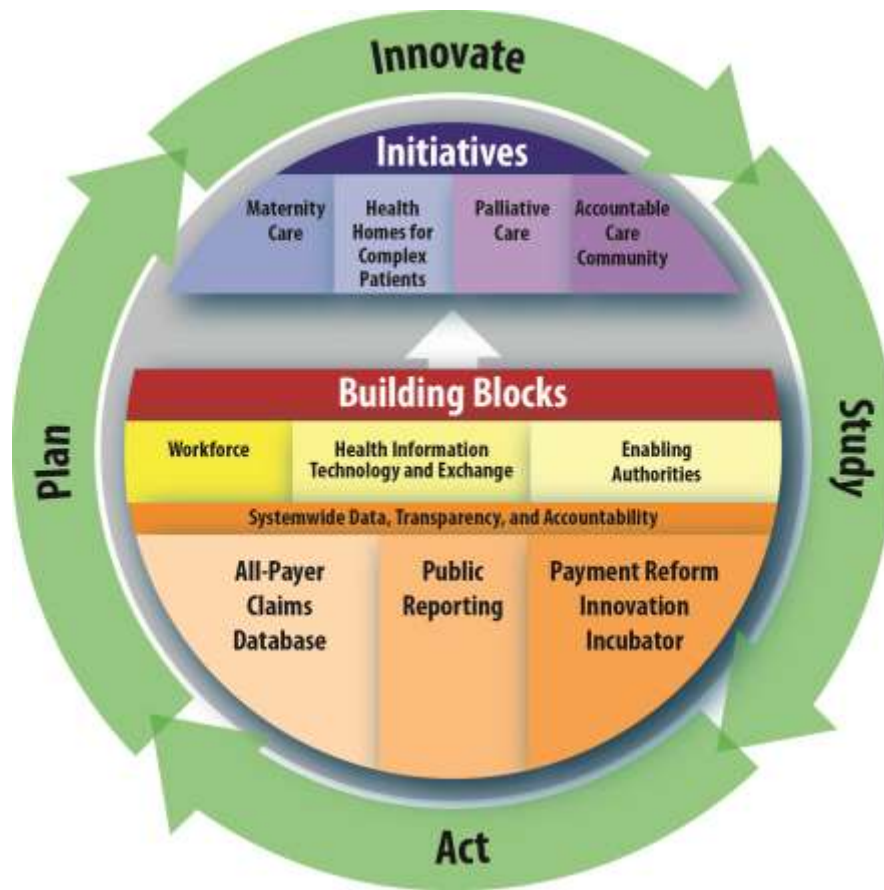 Innovate
Initiatives
Maternity
Care
Health
Homes for
Complex
Patients
Palliative
Care
Accountable
Care
Community
Building Blocks
Workforce
Health Information
Technology and Exchange
Enabling
Authorities
Systemwide Data, Transparency, and Accountability
All-Payer
Claims
Database
Public
Reporting
Payment Reform
Innovation
Incubator
Study
Act
Plan